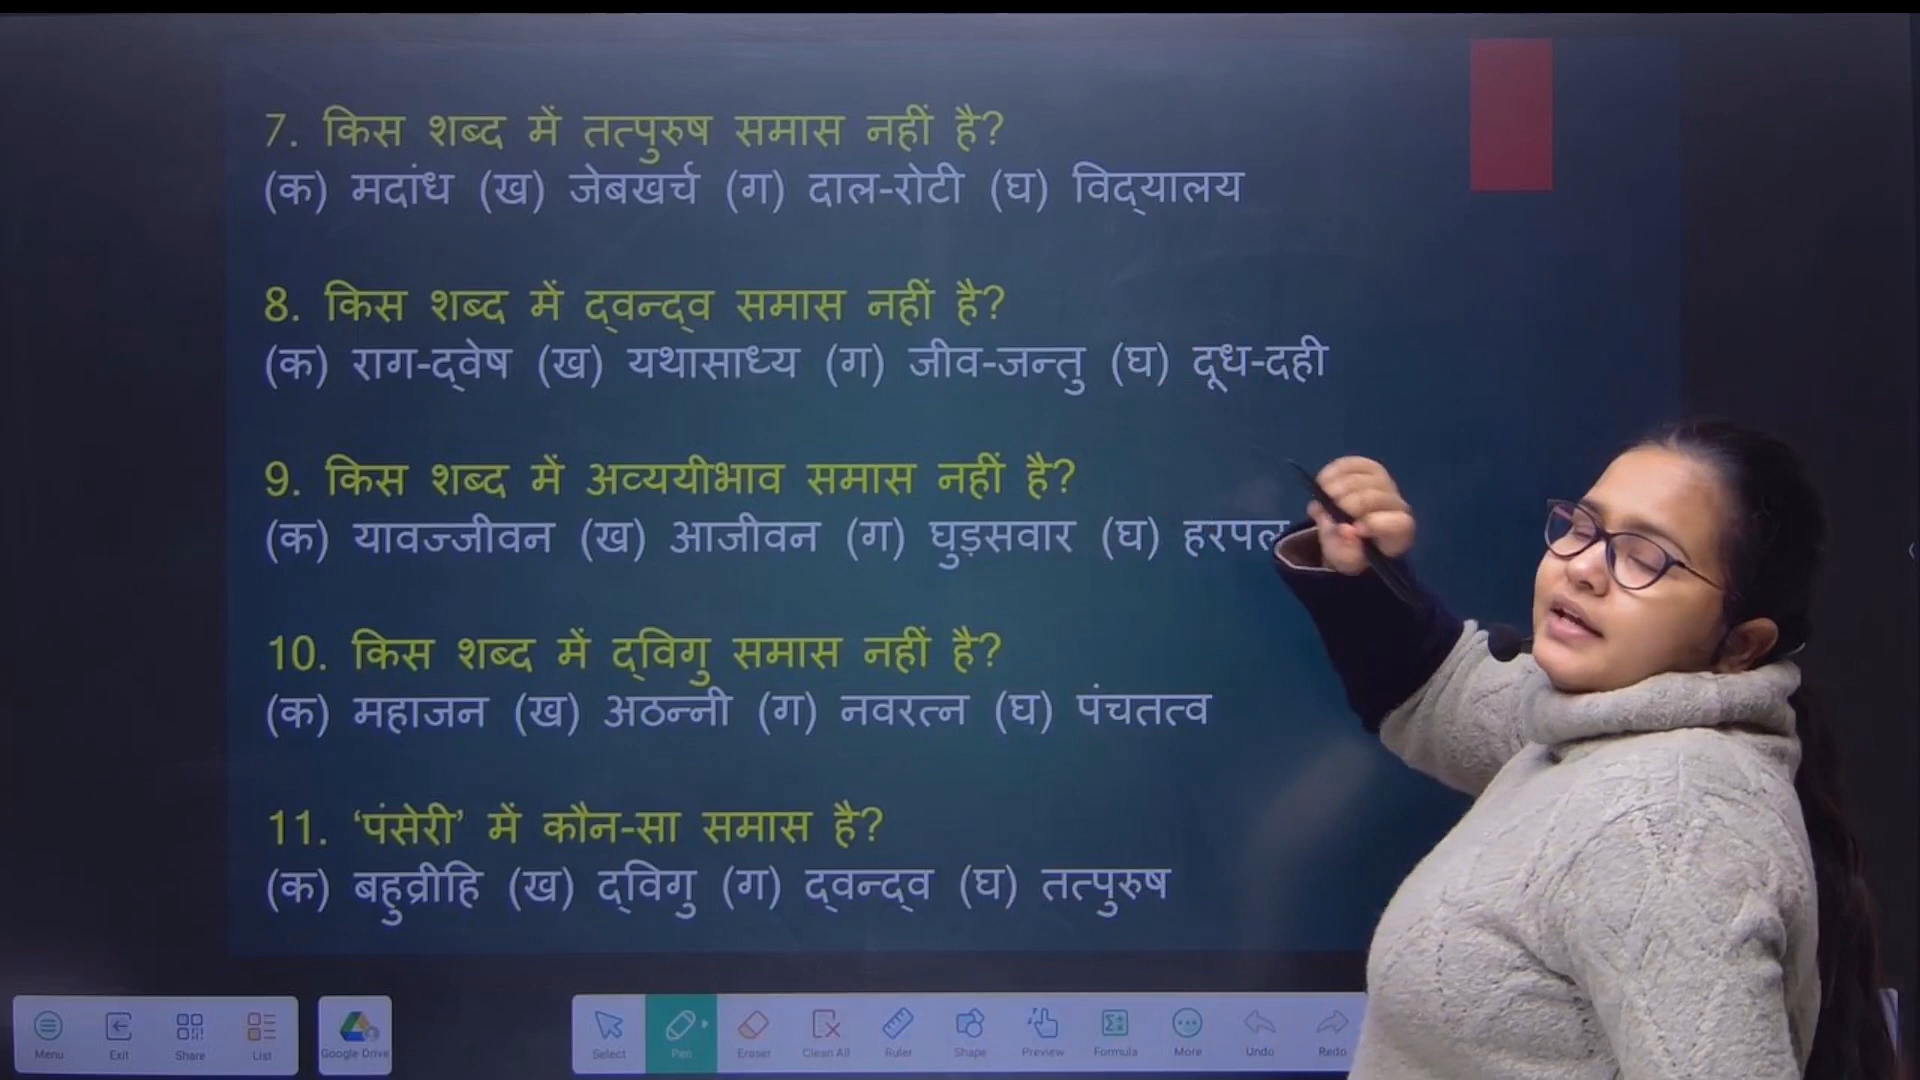 7. किस शब्द में तत्पुरुष समास नहीं है?
(क) मदांध (ख) जेबखर्च (ग) दाल-रोटी (घ) विद्यालय
8. किस शब्द में द्वन्द्व समास नहीं है?
(क) राग-द्वेष (ख) यथासाध्य (ग) जीव-जन्तु (घ) दूध-दही
9. किस शब्द में अव्ययीभाव समास नहीं है?
(क) यावज्जीवन (ख) आजीवन (ग) घुड़सवार (घ) हरपल
10. किस शब्द में द्विगु समास नहीं है?
(क) महाजन (ख) अठन्नी (ग) नवरत्न (घ) पंचतत्व
11. ‘पंसेरी’ में कौन-सा समास है?
(क) बहुव्रीहि (ख) द्विगु (ग) द्वन्द्व (घ) तत्पुरुष
Menu Exit Share List Google Drive Select Pen Eraser Clean All Ruler Shape Preview Formula More Undo Redo